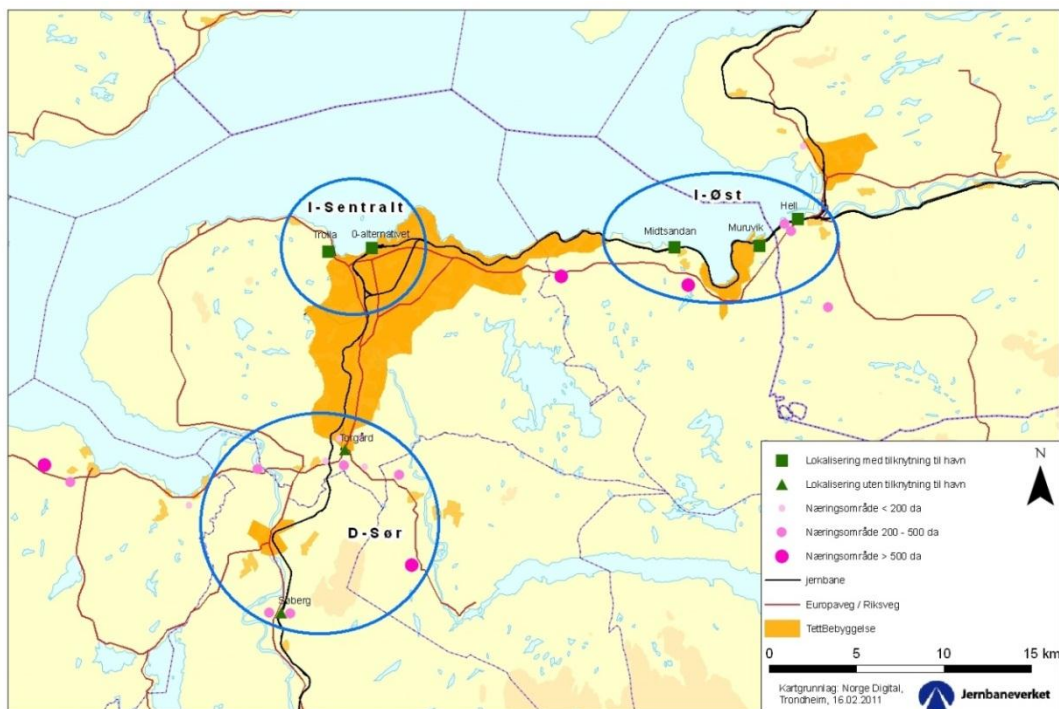 I-Sentralt
Trolla
0-alternativet
I-Øst
Hell
Midtsandan
Muruvik
Torgård
D-Sør
Søberg
N
Lokalisering med tilknytning til havn
Lokalisering uten tilknytning til havn
Næringsområde < 200 da
Næringsområde 200 - 500 da
Næringsområde > 500 da
jernbane
Europaveg / Riksveg
TettBebyggelse
0 5 10 15 km
Kartgrunnlag: Norge Digital,
Trondheim, 16.02.2011
Jernbaneverket